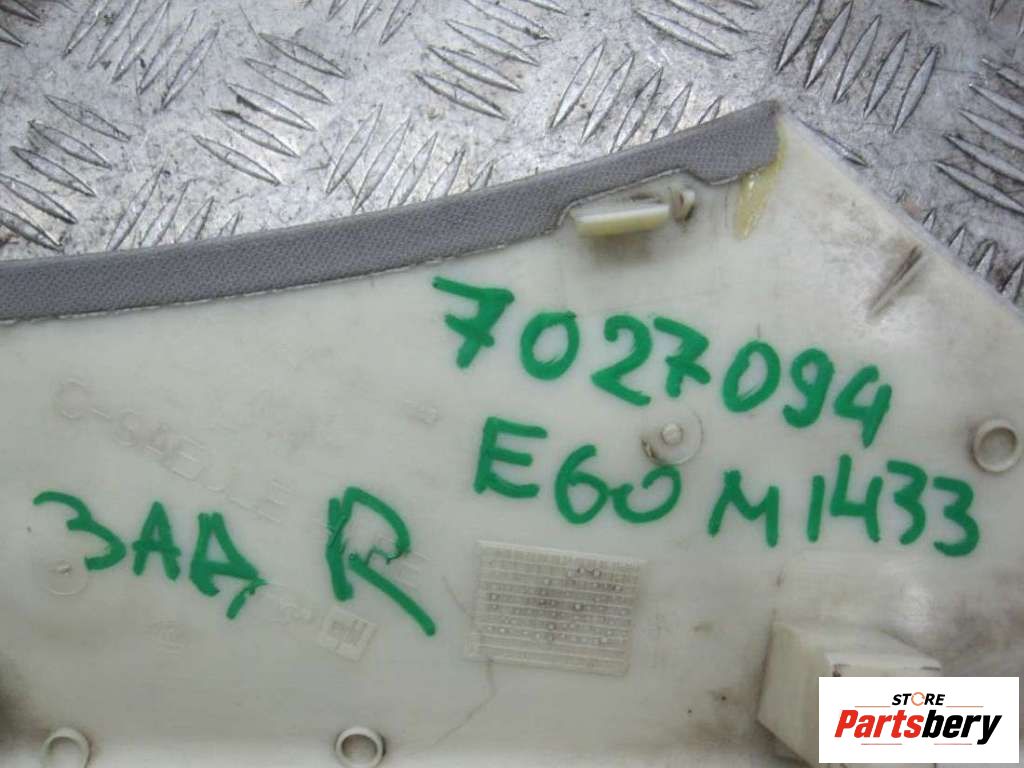 7027094
E60 M1433
ЗАД R
STORE
Partsbery